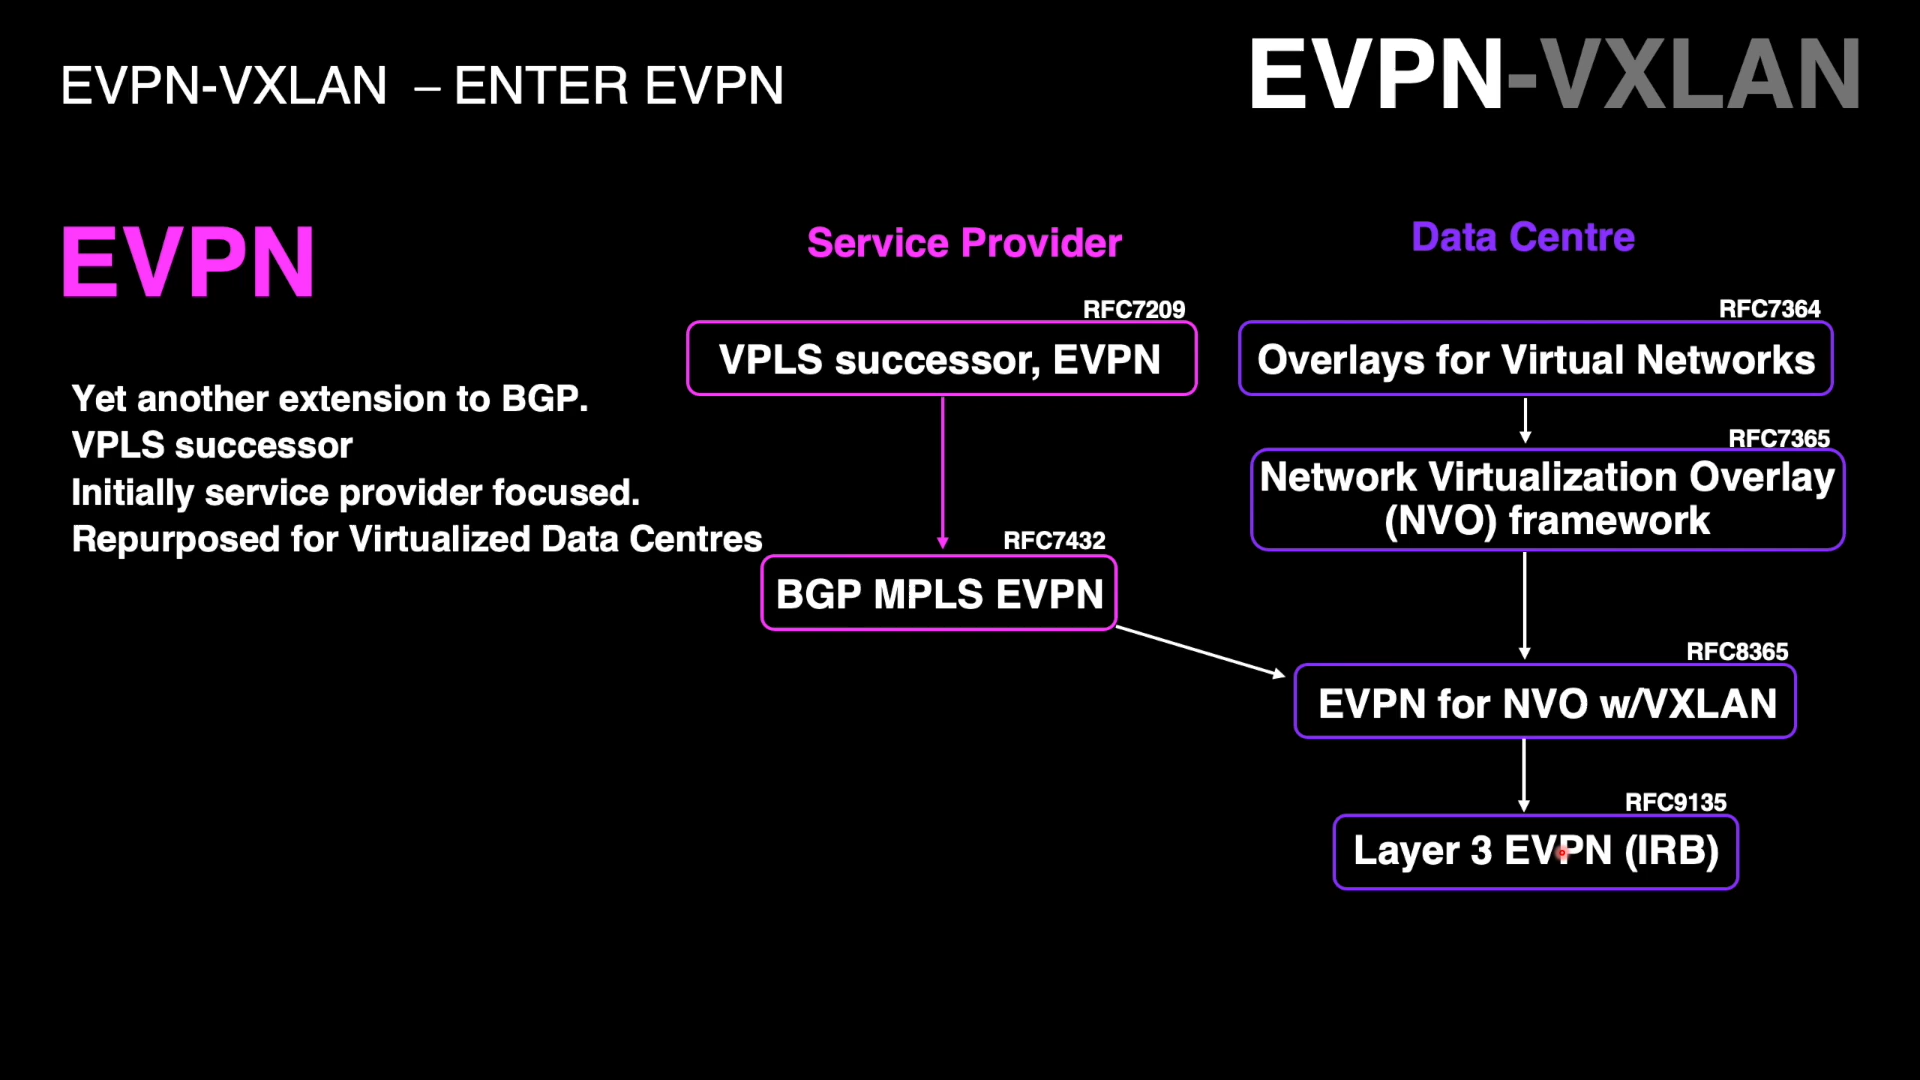 EVPN-VXLAN – ENTER EVPN
EVPN-VXLAN
EVPN
Yet another extension to BGP.
VPLS successor
Initially service provider focused.
Repurposed for Virtualized Data Centres
Service Provider
RFC7209
VPLS successor, EVPN
RFC7432
BGP MPLS EVPN
Data Centre
RFC7364
Overlays for Virtual Networks
RFC7365
Network Virtualization Overlay
(NVO) framework
RFC8365
EVPN for NVO w/VXLAN
RFC9135
Layer 3 EVPN (IRB)